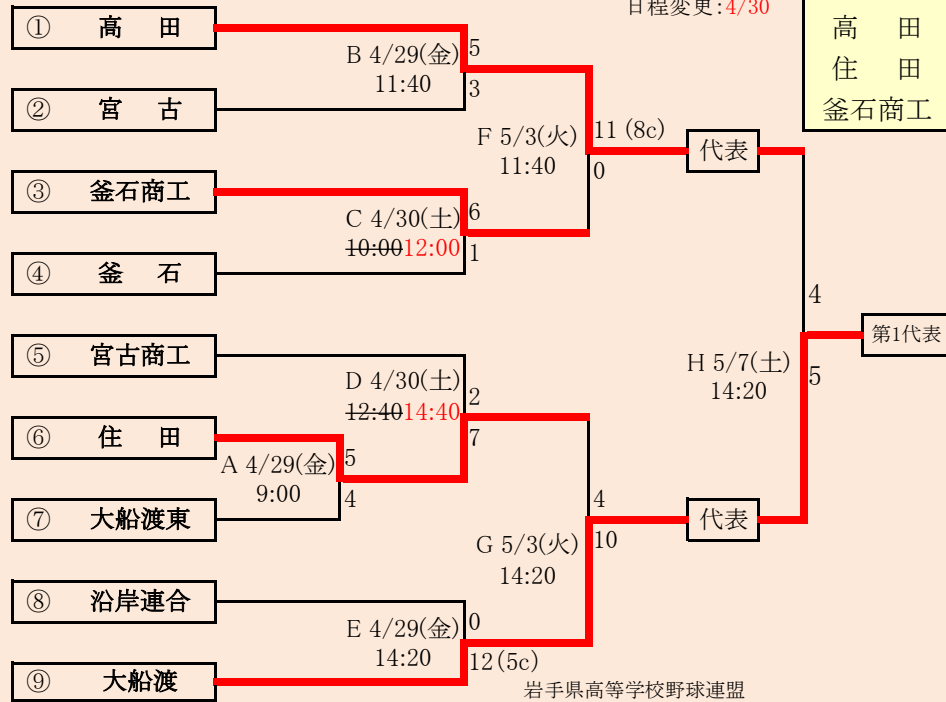 日程変更:4/30
高 田
住 田
釜石商工
① 高 田
B 4/29(金)
11:40
5
3
② 宮 古
F 5/3(火)
11:40
11 (8c)
0
代表
③ 釜石商工
C 4/30(土)
10:0012:00
6
1
④ 釜 石
4
第1代表
H 5/7(土)
14:20
5
⑤ 宮古商工
D 4/30(土)
12:4014:40
2
7
⑥ 住 田
A 4/29(金)
9:00
5
4
⑦ 大船渡東
4
10
代表
G 5/3(火)
14:20
⑧ 沿岸連合
E 4/29(金)
14:20
0
12(5c)
⑨ 大船渡
岩手県高等学校野球連盟